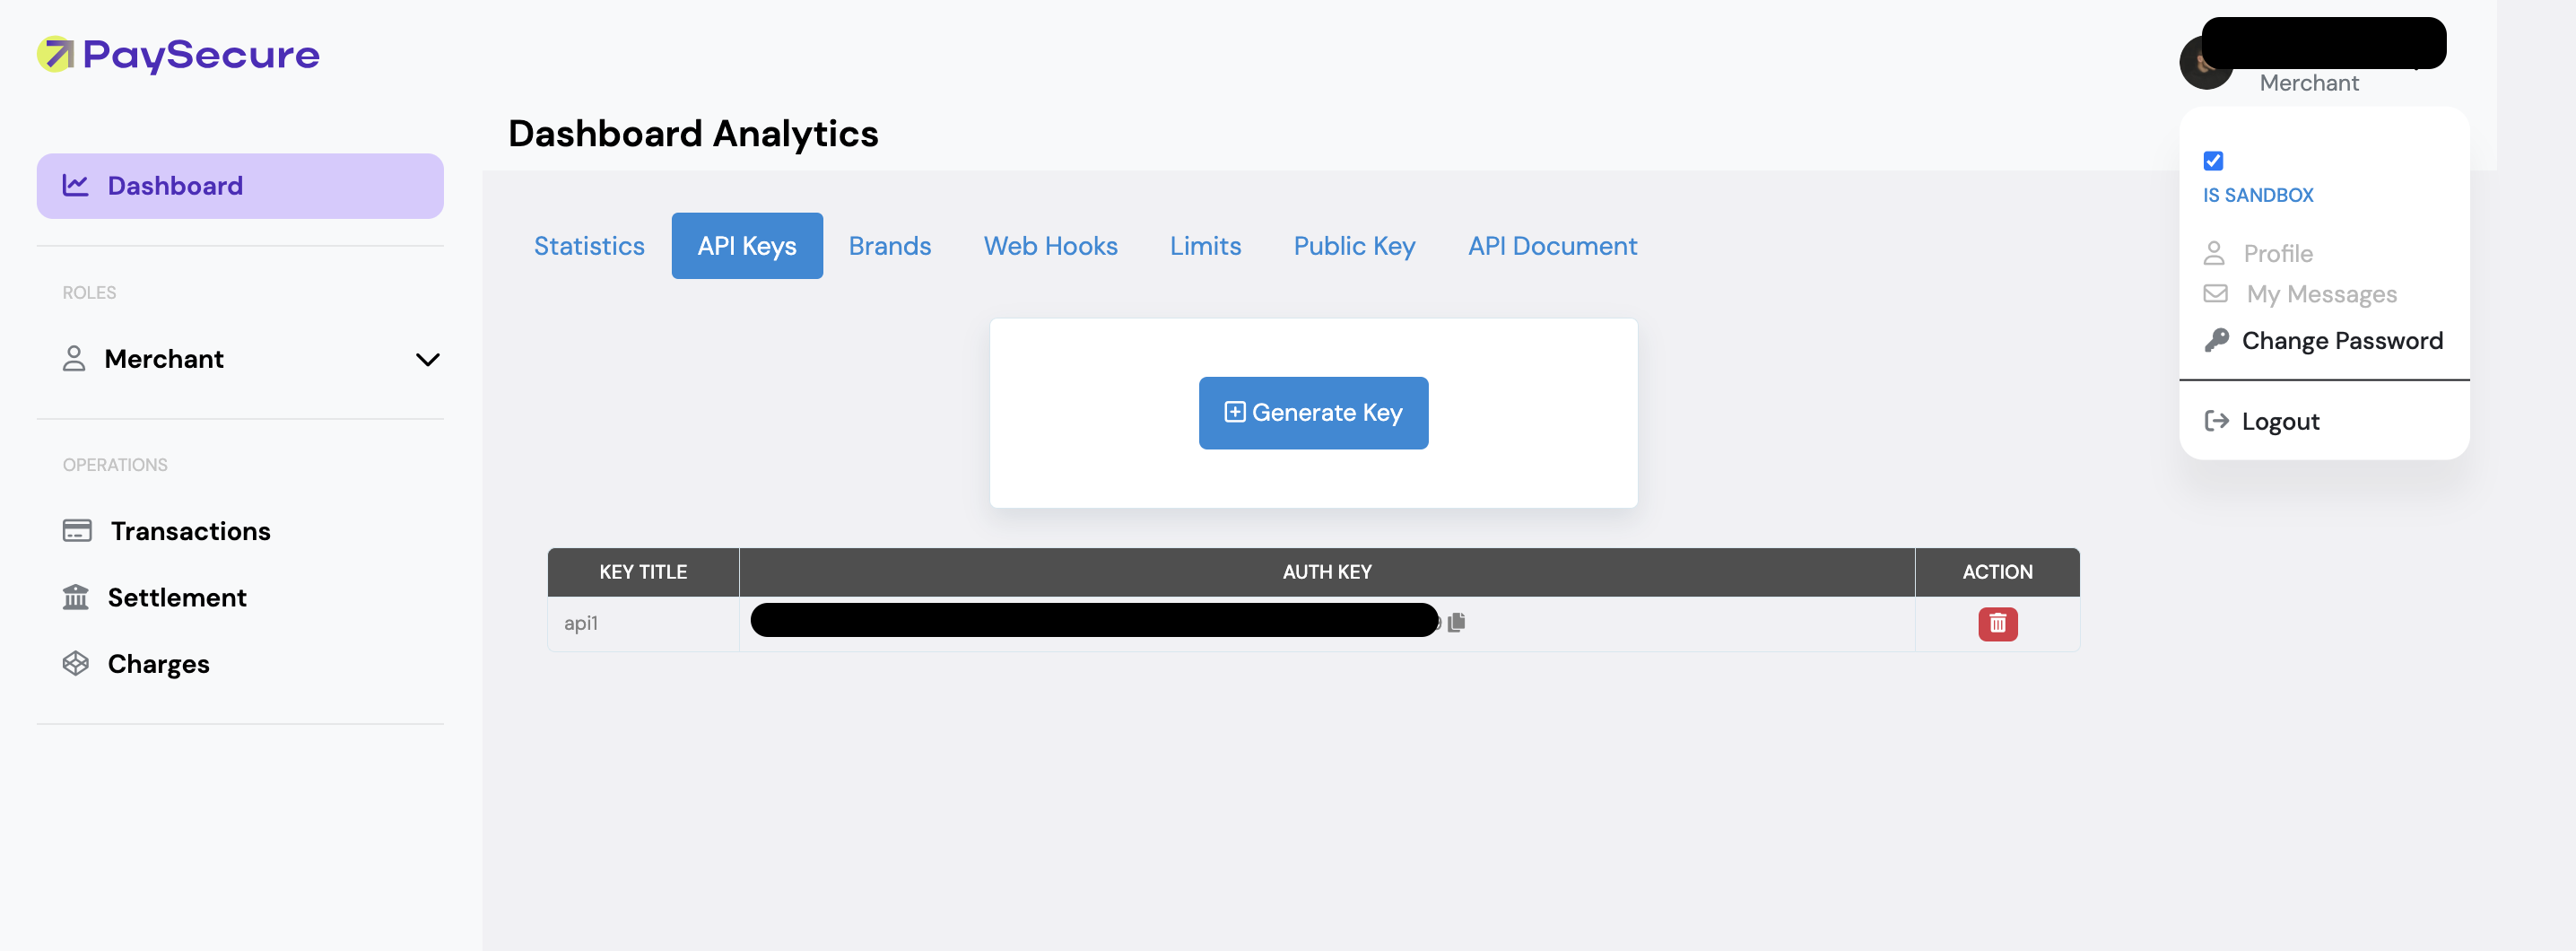 PaySecure
Merchant
Dashboard Analytics
Dashboard
IS SANDBOX
Statistics
API Keys
Brands
Web Hooks
Limits
Public Key
API Document
Profile
My Messages
Change Password
Logout
ROLES
Merchant
Generate Key
OPERATIONS
Transactions
Settlement
Charges
KEY TITLE
AUTH KEY
ACTION
api1